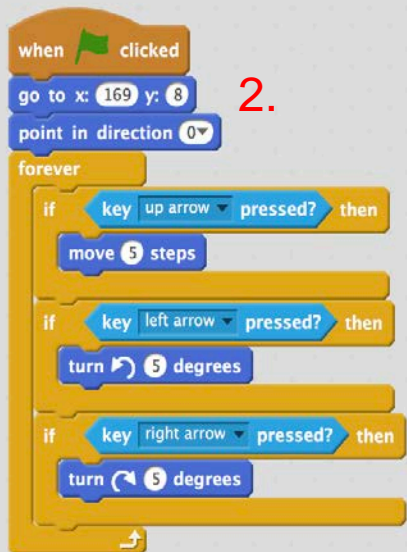 when clicked
go to x: 169 y: 8
2.
point in direction 0
forever
if key up arrow pressed? then
move 5 steps
if key left arrow pressed? then
turn 5 degrees
if key right arrow pressed? then
turn 5 degrees